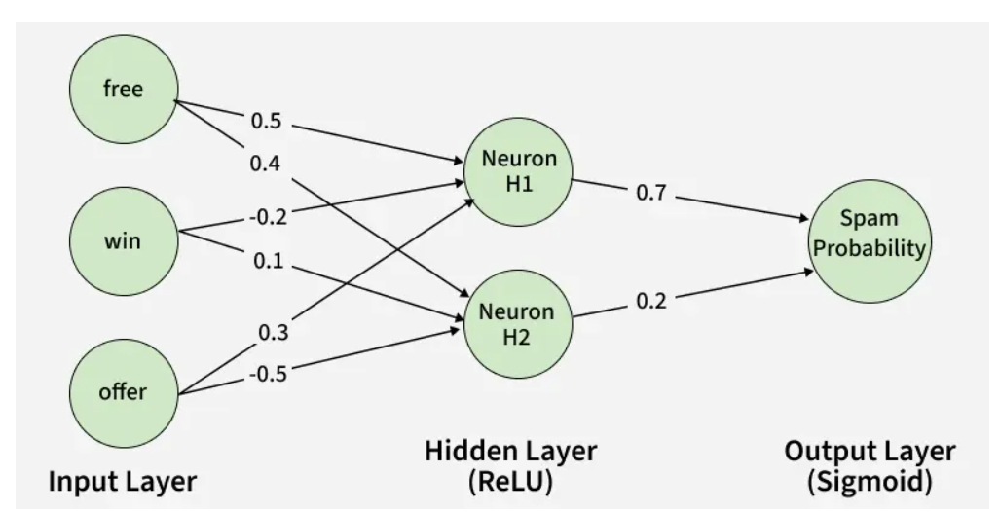 free
0.5
0.4
Neuron
H1
0.7
-0.2
win
0.1
Spam
Probability
0.3
Neuron
H2
0.2
-0.5
offer
Input Layer
Hidden Layer
(ReLU)
Output Layer
(Sigmoid)